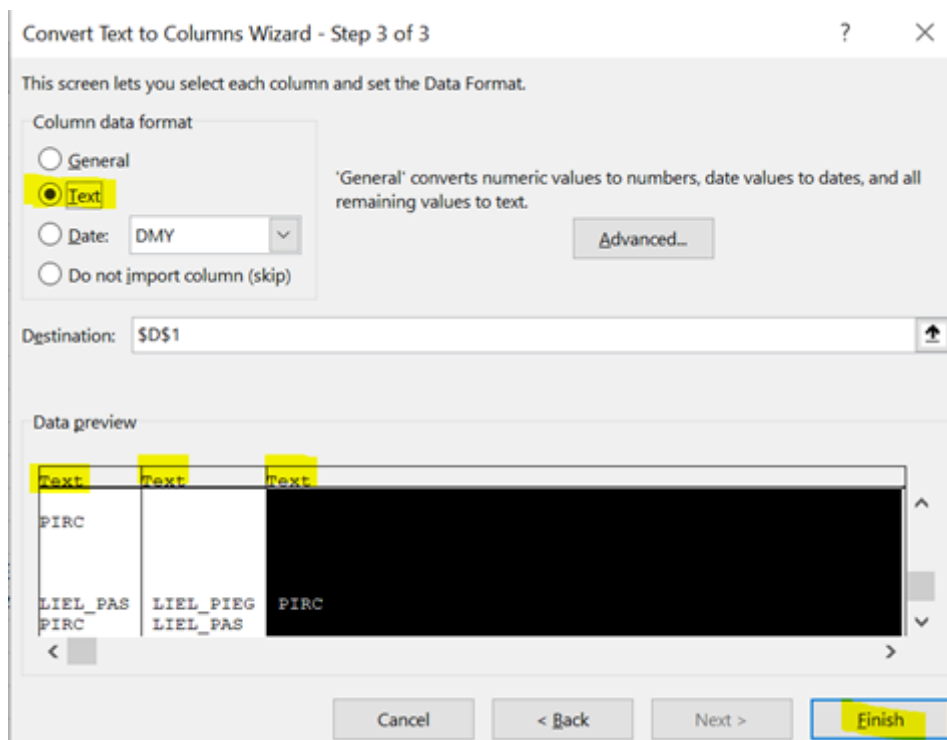 Convert Text to Columns Wizard - Step 3 of 3 ?
This screen lets you select each column and set the Data Format.
Column data format
General
Text
Date: DMY
Do not import column (skip)
'General' converts numeric values to numbers, date values to dates, and all
remaining values to text.
Advanced...
Destination: $D$1
Data preview
Text Text Text
PIRC
LIEL_PAS LIEL_PIEG PIRC
PIRC LIEL_PAS
Cancel < Back Next > Finish